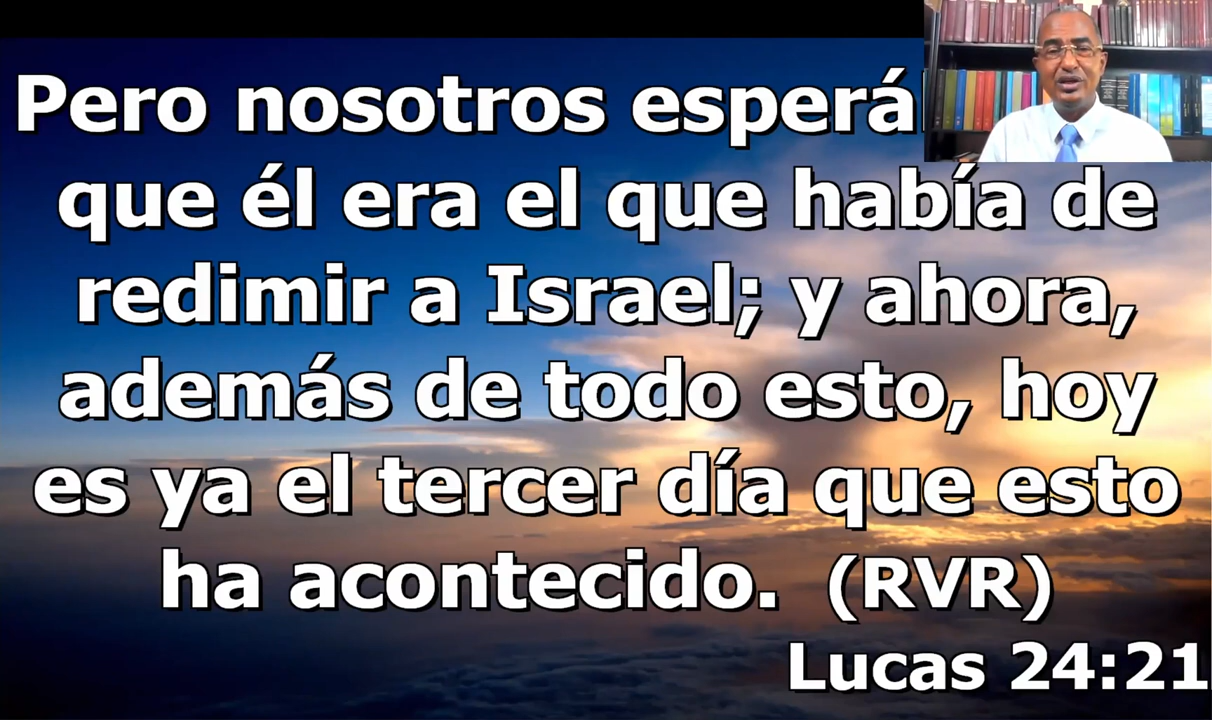 Pero nosotros esperá
que él era el que había de
redimir a Israel; y ahora,
además de todo esto, hoy
es ya el tercer día que esto
ha acontecido. (RVR)
Lucas 24:21